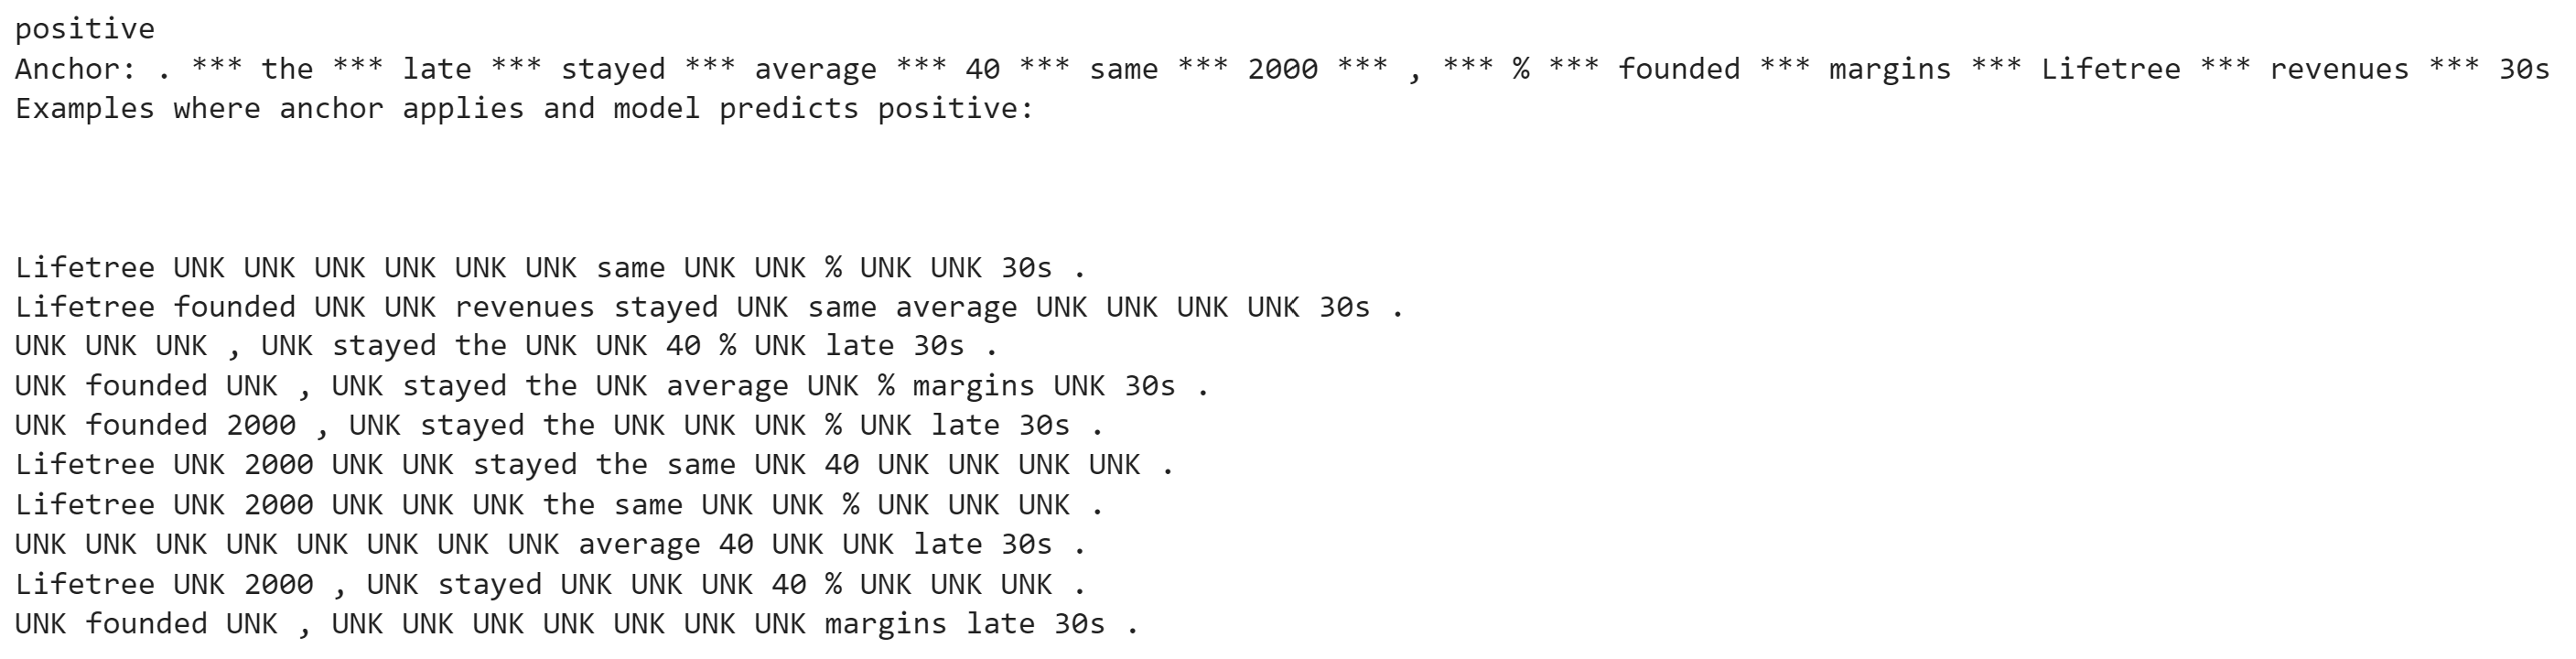 positive
Anchor: . *** the *** late *** stayed *** average *** 40 *** same *** 2000 *** , *** % *** founded *** margins *** Lifetree *** revenues *** 30s
Examples where anchor applies and model predicts positive:
Lifetree UNK UNK UNK UNK UNK UNK same UNK UNK % UNK UNK 30s .
Lifetree founded UNK UNK revenues stayed UNK same average UNK UNK UNK UNK 30s .
UNK UNK UNK , UNK stayed the UNK UNK 40 % UNK late 30s .
UNK founded UNK , UNK stayed the UNK average UNK % margins UNK 30s .
UNK founded 2000 , UNK stayed the UNK UNK UNK % UNK late 30s .
Lifetree UNK 2000 UNK UNK stayed the same UNK 40 UNK UNK UNK UNK .
Lifetree UNK 2000 UNK UNK UNK the same UNK UNK % UNK UNK UNK .
UNK UNK UNK UNK UNK UNK UNK UNK average 40 UNK UNK late 30s .
Lifetree UNK 2000 , UNK stayed UNK UNK UNK 40 % UNK UNK UNK .
UNK founded UNK , UNK UNK UNK UNK UNK UNK UNK margins late 30s .